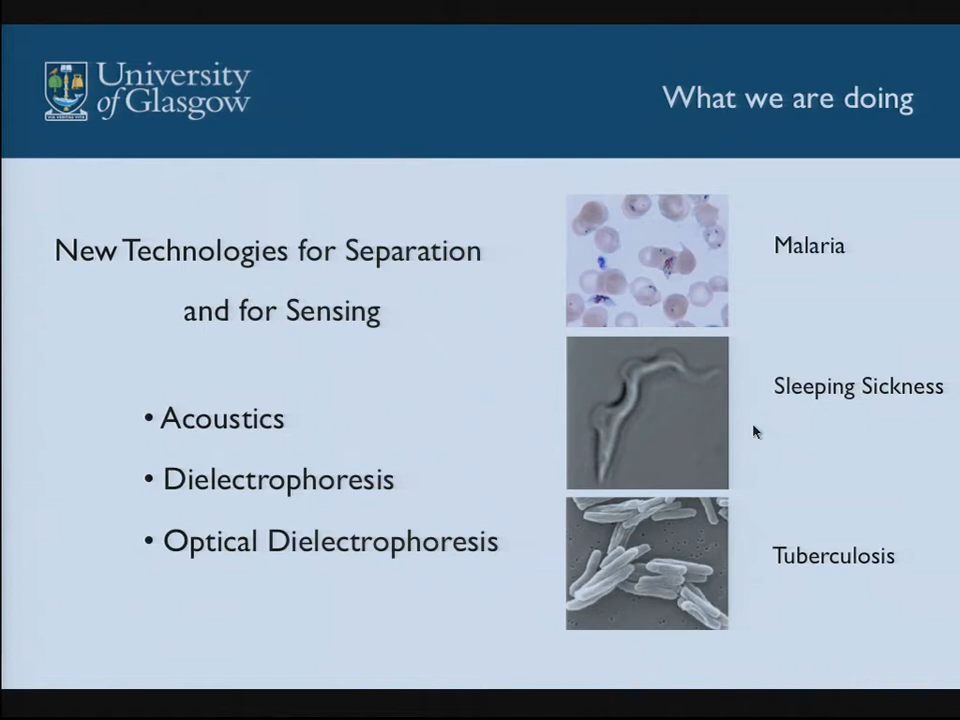 University
of Glasgow
What we are doing
New Technologies for Separation
and for Sensing
• Acoustics
• Dielectrophoresis
• Optical Dielectrophoresis
Malaria
Sleeping Sickness
Tuberculosis